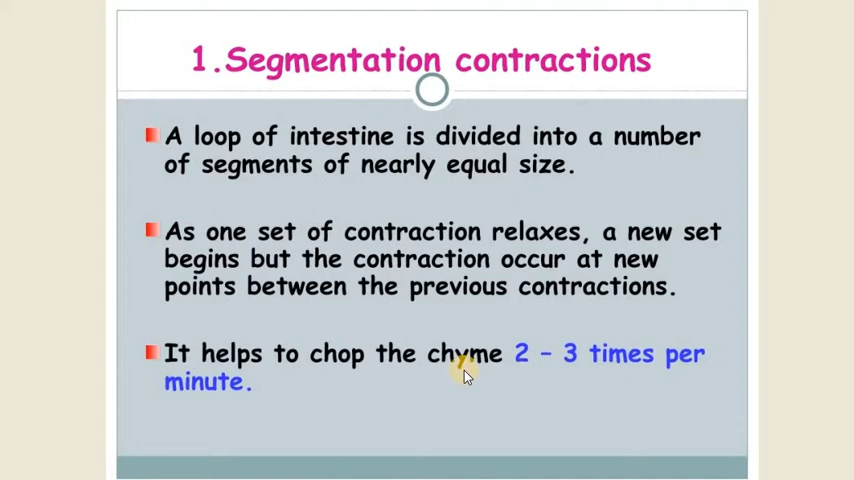 1.Segmentation contractions
A loop of intestine is divided into a number
of segments of nearly equal size.
As one set of contraction relaxes, a new set
begins but the contraction occur at new
points between the previous contractions.
It helps to chop the chyme 2 – 3 times per
minute.